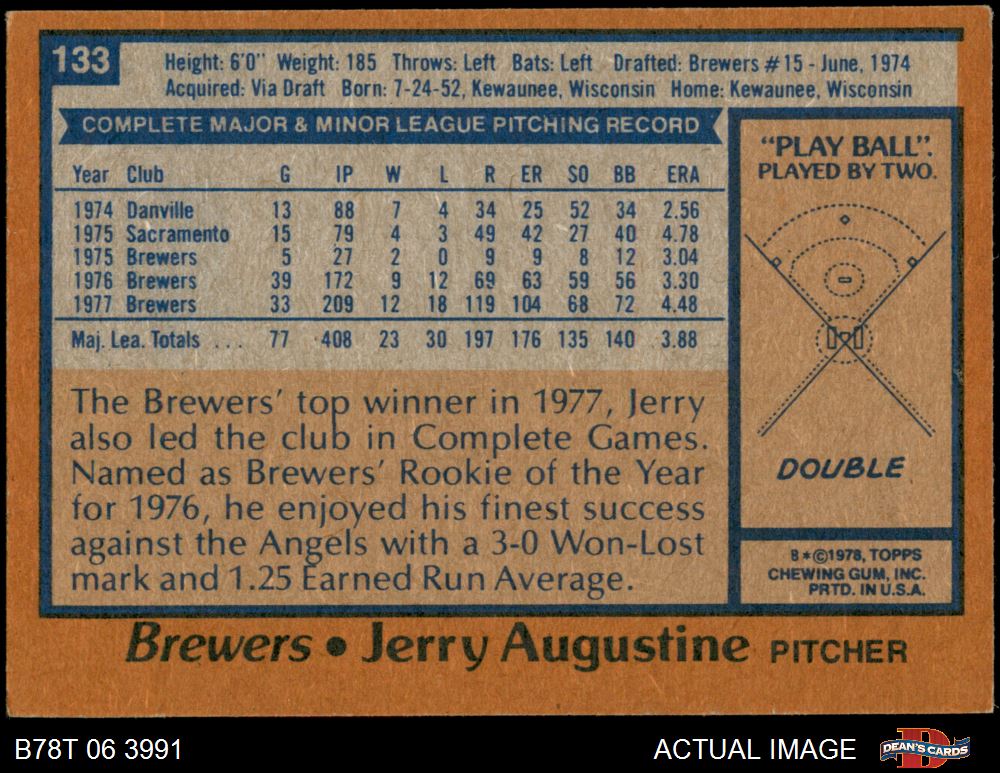 133
Height: 6'0" Weight: 185 Throws: Left Bats: Left Drafted: Brewers #15 - June, 1974
Acquired: Via Draft Born: 7-24-52, Kewaunee, Wisconsin Home: Kewaunee, Wisconsin
COMPLETE MAJOR & MINOR LEAGUE PITCHING RECORD
Year Club G IP W L R ER SO BB ERA
1974 Danville 13 88 7 4 34 25 52 34 2.56
1975 Sacramento 15 79 4 3 49 42 27 40 4.78
1975 Brewers 5 27 2 0 9 9 8 12 3.04
1976 Brewers 39 172 9 12 69 63 59 56 3.30
1977 Brewers 33 209 12 18 119 104 68 72 4.48
Maj. Lea. Totals . . . 77 408 23 30 197 176 135 140 3.88
The Brewers' top winner in 1977, Jerry
also led the club in Complete Games.
Named as Brewers' Rookie of the Year
for 1976, he enjoyed his finest success
against the Angels with a 3-0 Won-Lost
mark and 1.25 Earned Run Average.
"PLAY BALL".
PLAYED BY TWO.
DOUBLE
B*©1978, TOPPS
CHEWING GUM, INC.
PRTD. IN U.S.A.
Brewers • Jerry Augustine PITCHER
B78T 06 3991
ACTUAL IMAGE
DEAN'S CARDS